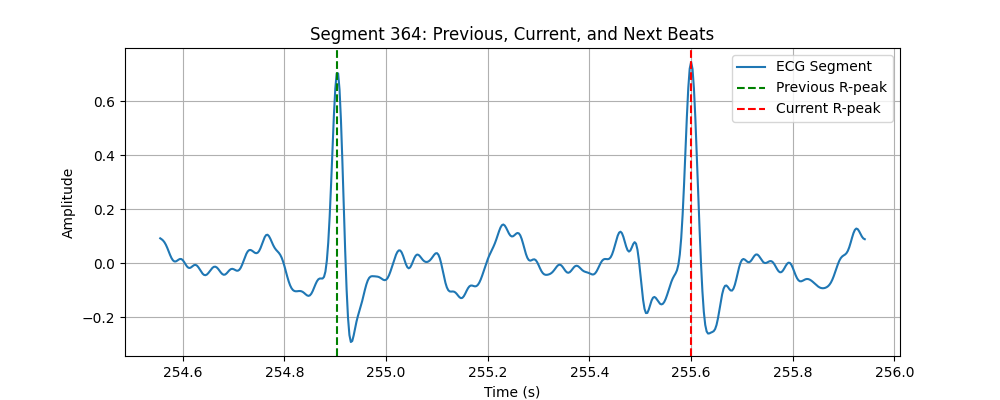 Segment 364: Previous, Current, and Next Beats
ECG Segment
Previous R-peak
Current R-peak
Amplitude
0.6
0.4
0.2
0.0
−0.2
254.6 254.8 255.0 255.2 255.4 255.6 255.8 256.0
Time (s)